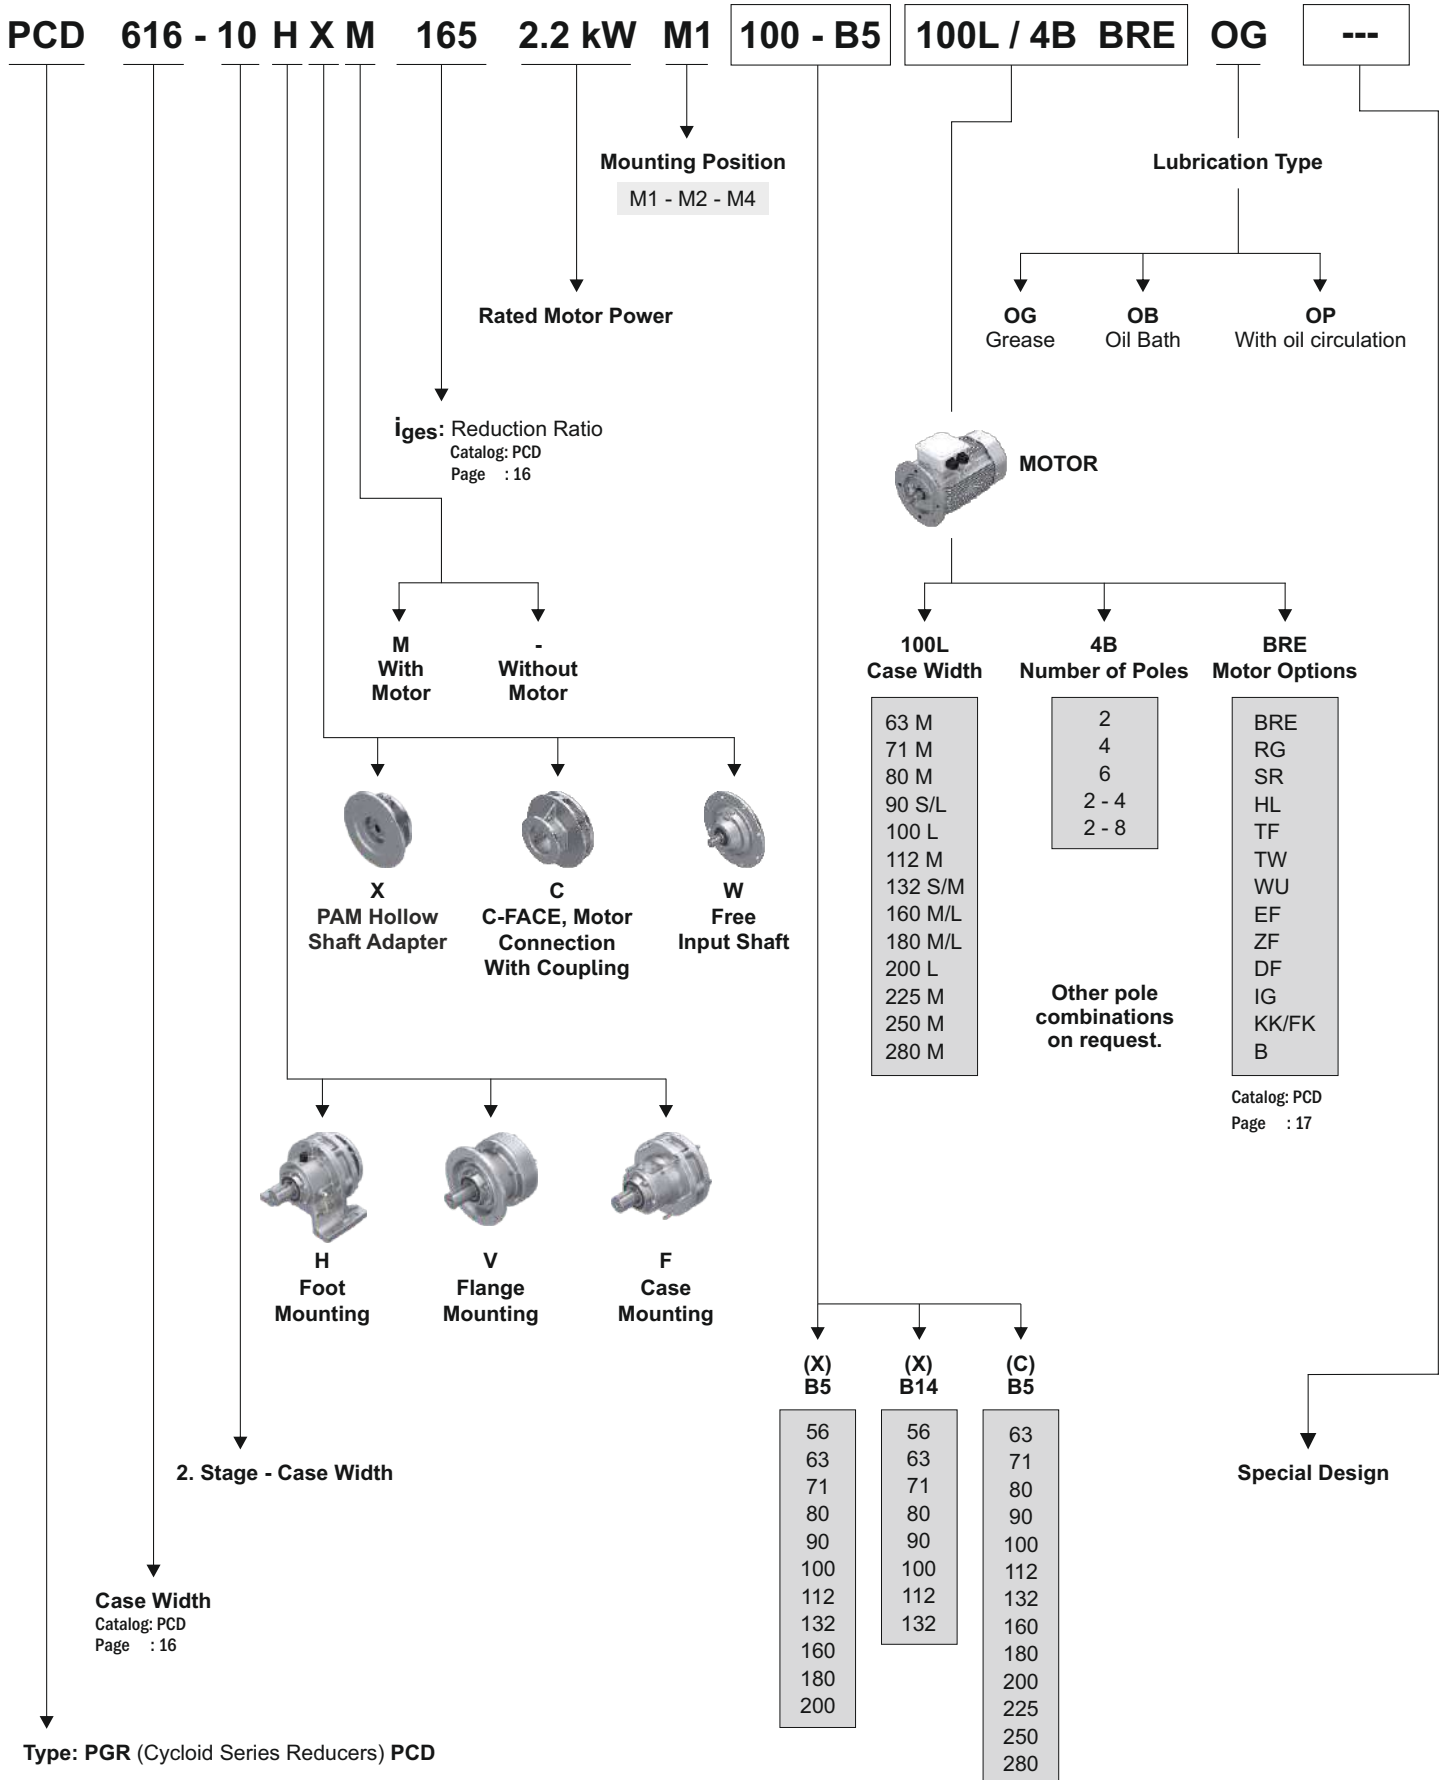 PCD 616 - 10 H X M 165 2.2 kW M1 100 - B5 100L / 4B BRE OG ---
Mounting Position
M1 - M2 - M4
Lubrication Type
Rated Motor Power
OG
Grease
OB
Oil Bath
OP
With oil circulation
iges: Reduction Ratio
Catalog: PCD
Page : 16
MOTOR
M
With
Motor
-
Without
Motor
100L
Case Width
63 M
71 M
80 M
90 S/L
100 L
112 M
132 S/M
160 M/L
180 M/L
200 L
225 M
250 M
280 M
4B
Number of Poles
2
4
6
2 - 4
2 - 8
Other pole
combinations
on request.
BRE
Motor Options
BRE
RG
SR
HL
TF
TW
WU
EF
ZF
DF
IG
KK/FK
B
Catalog: PCD
Page : 17
X
PAM Hollow
Shaft Adapter
C
C-FACE, Motor
Connection
With Coupling
W
Free
Input Shaft
H
Foot
Mounting
V
Flange
Mounting
F
Case
Mounting
(X)
B5
56
63
71
80
90
100
112
132
160
180
200
(X)
B14
56
63
71
80
90
100
112
132
(C)
B5
63
71
80
90
100
112
132
160
180
200
225
250
280
2. Stage - Case Width
Special Design
Case Width
Catalog: PCD
Page : 16
Type: PGR (Cycloid Series Reducers) PCD